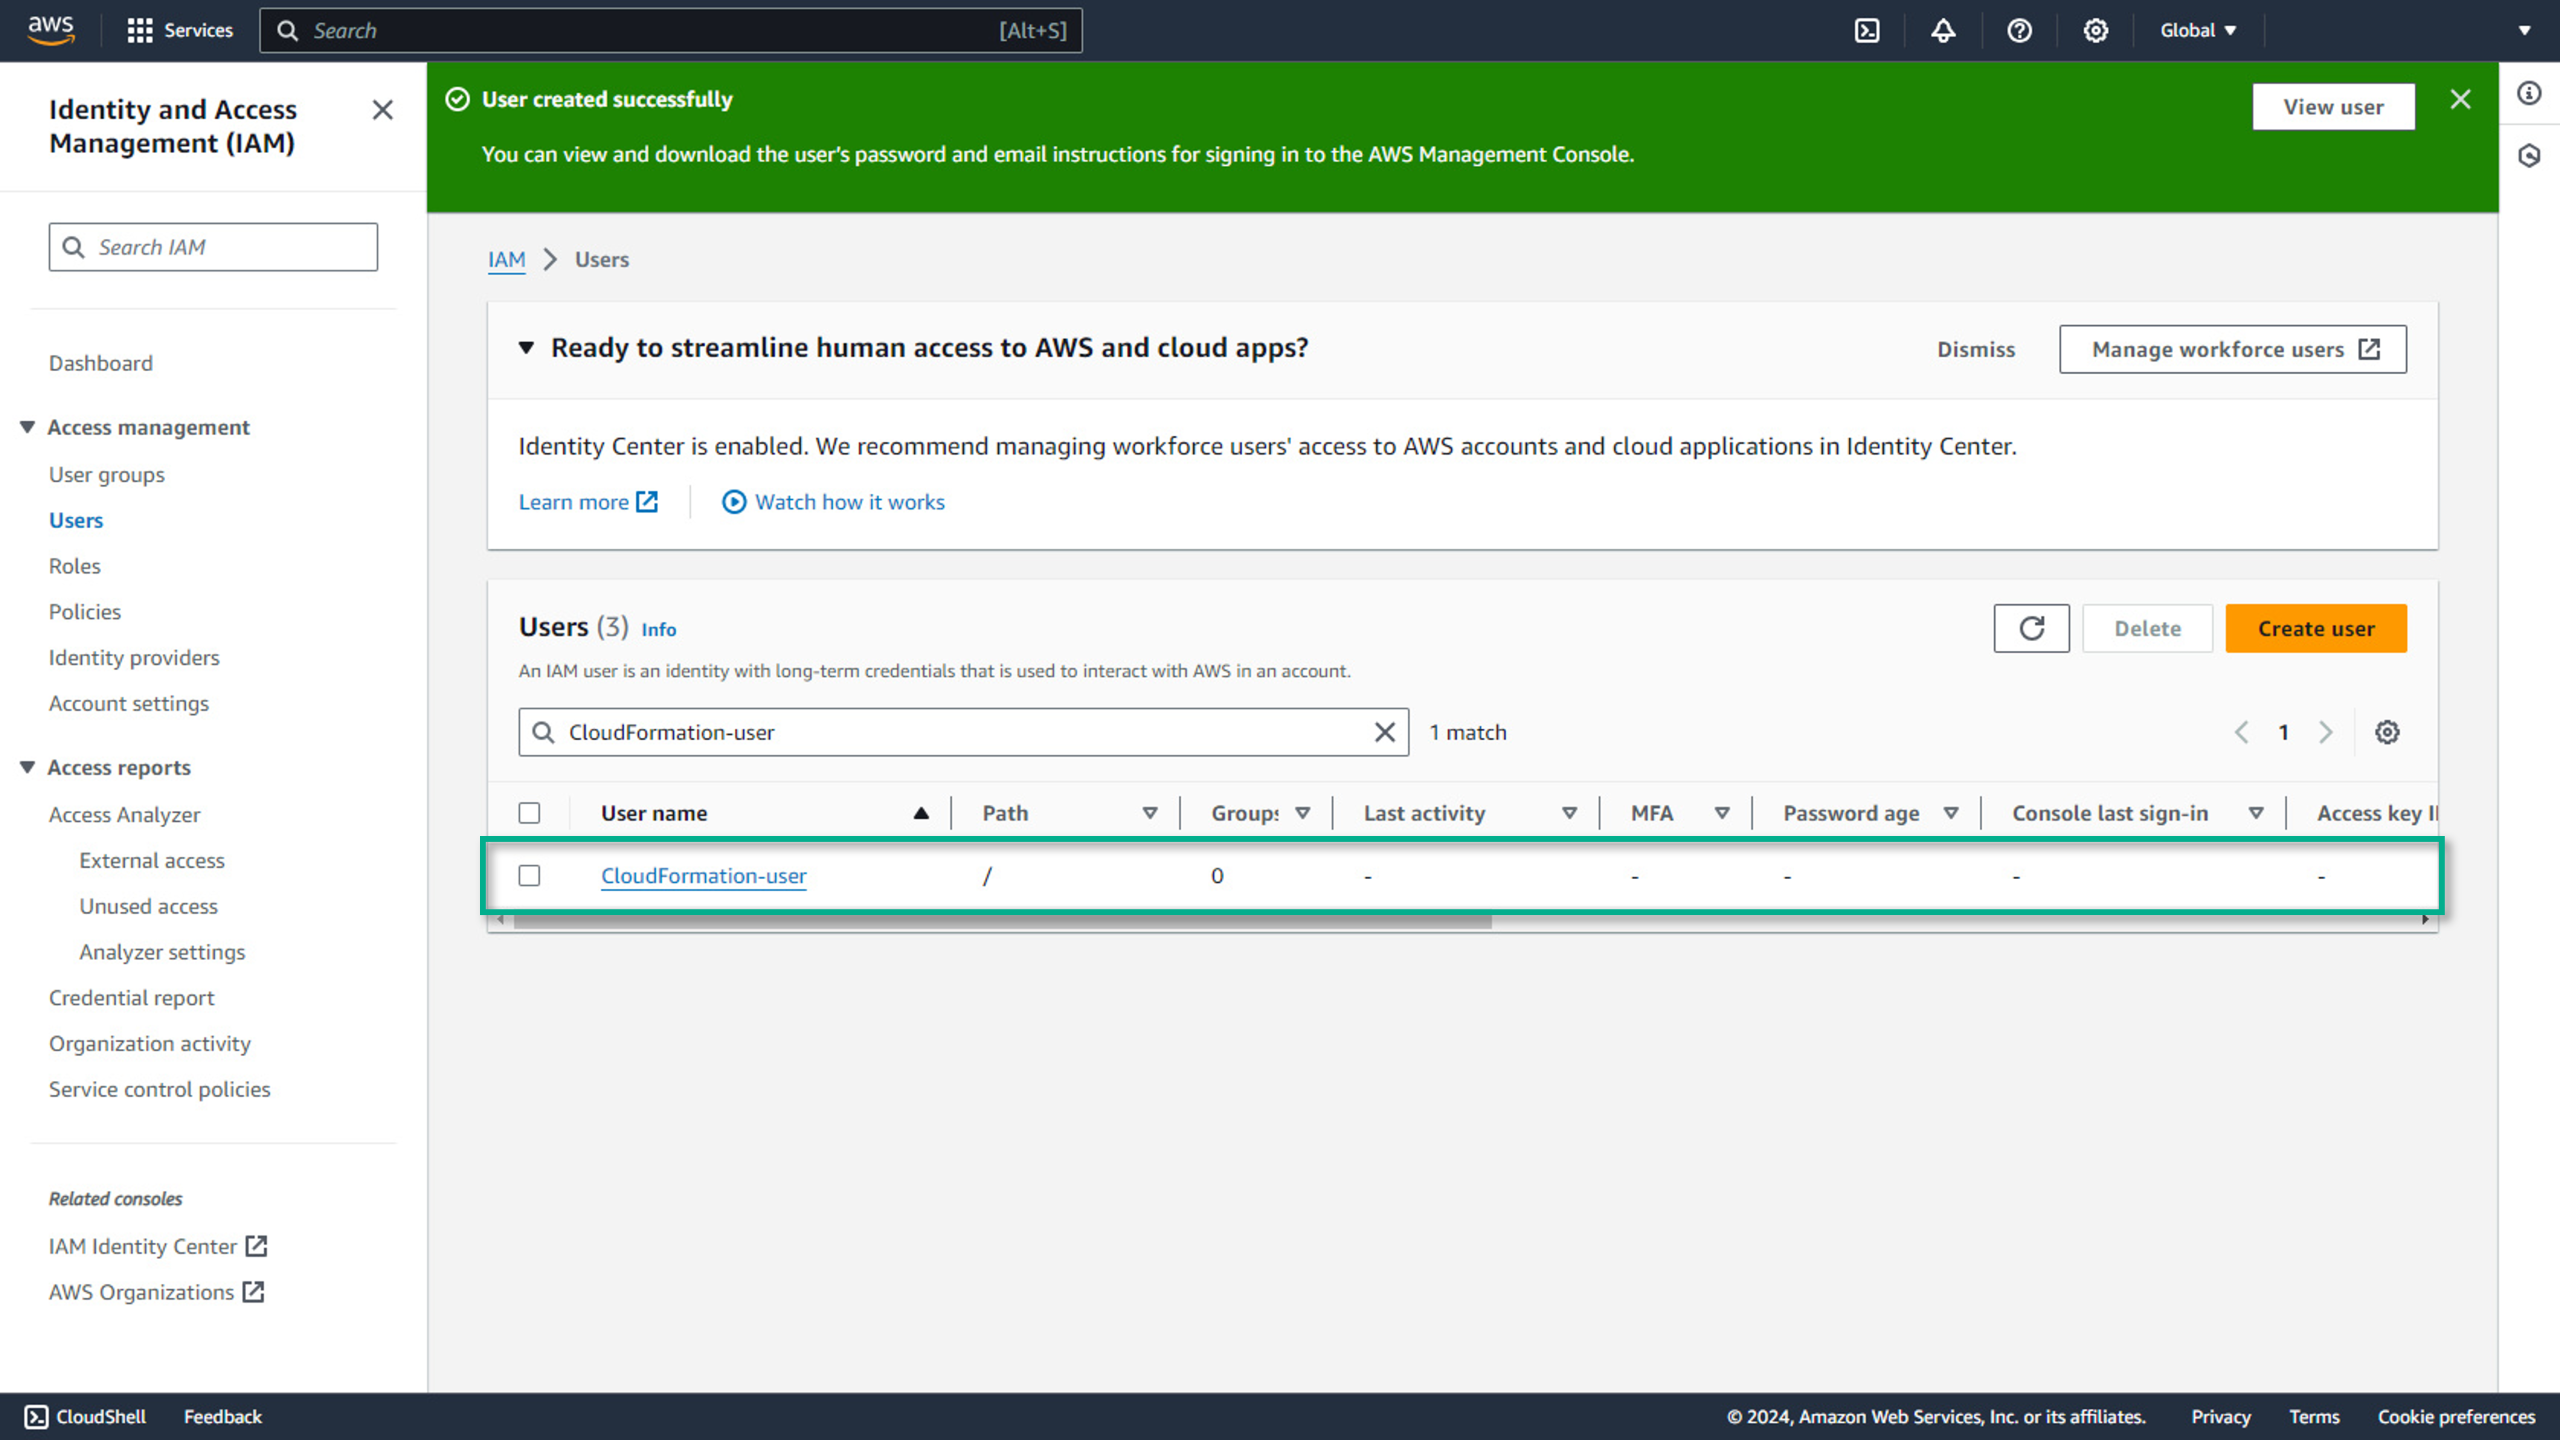 aws
Services
Search
[Alt+S]
Global
Identity and Access
Management (IAM)
Search IAM
Dashboard
Access management
User groups
Users
Roles
Policies
Identity providers
Account settings
Access reports
Access Analyzer
External access
Unused access
Analyzer settings
Credential report
Organization activity
Service control policies
Related consoles
IAM Identity Center
AWS Organizations
User created successfully
View user
You can view and download the user's password and email instructions for signing in to the AWS Management Console.
IAM > Users
Ready to streamline human access to AWS and cloud apps?
Dismiss
Manage workforce users
Identity Center is enabled. We recommend managing workforce users' access to AWS accounts and cloud applications in Identity Center.
Learn more
Watch how it works
Users (3) Info
Delete
Create user
An IAM user is an identity with long-term credentials that is used to interact with AWS in an account.
CloudFormation-user
1 match
1
User name Path Groups Last activity MFA Password age Console last sign-in Access key
CloudFormation-user / 0 - - - - -
CloudShell Feedback
© 2024, Amazon Web Services, Inc. or its affiliates. Privacy Terms Cookie preferences